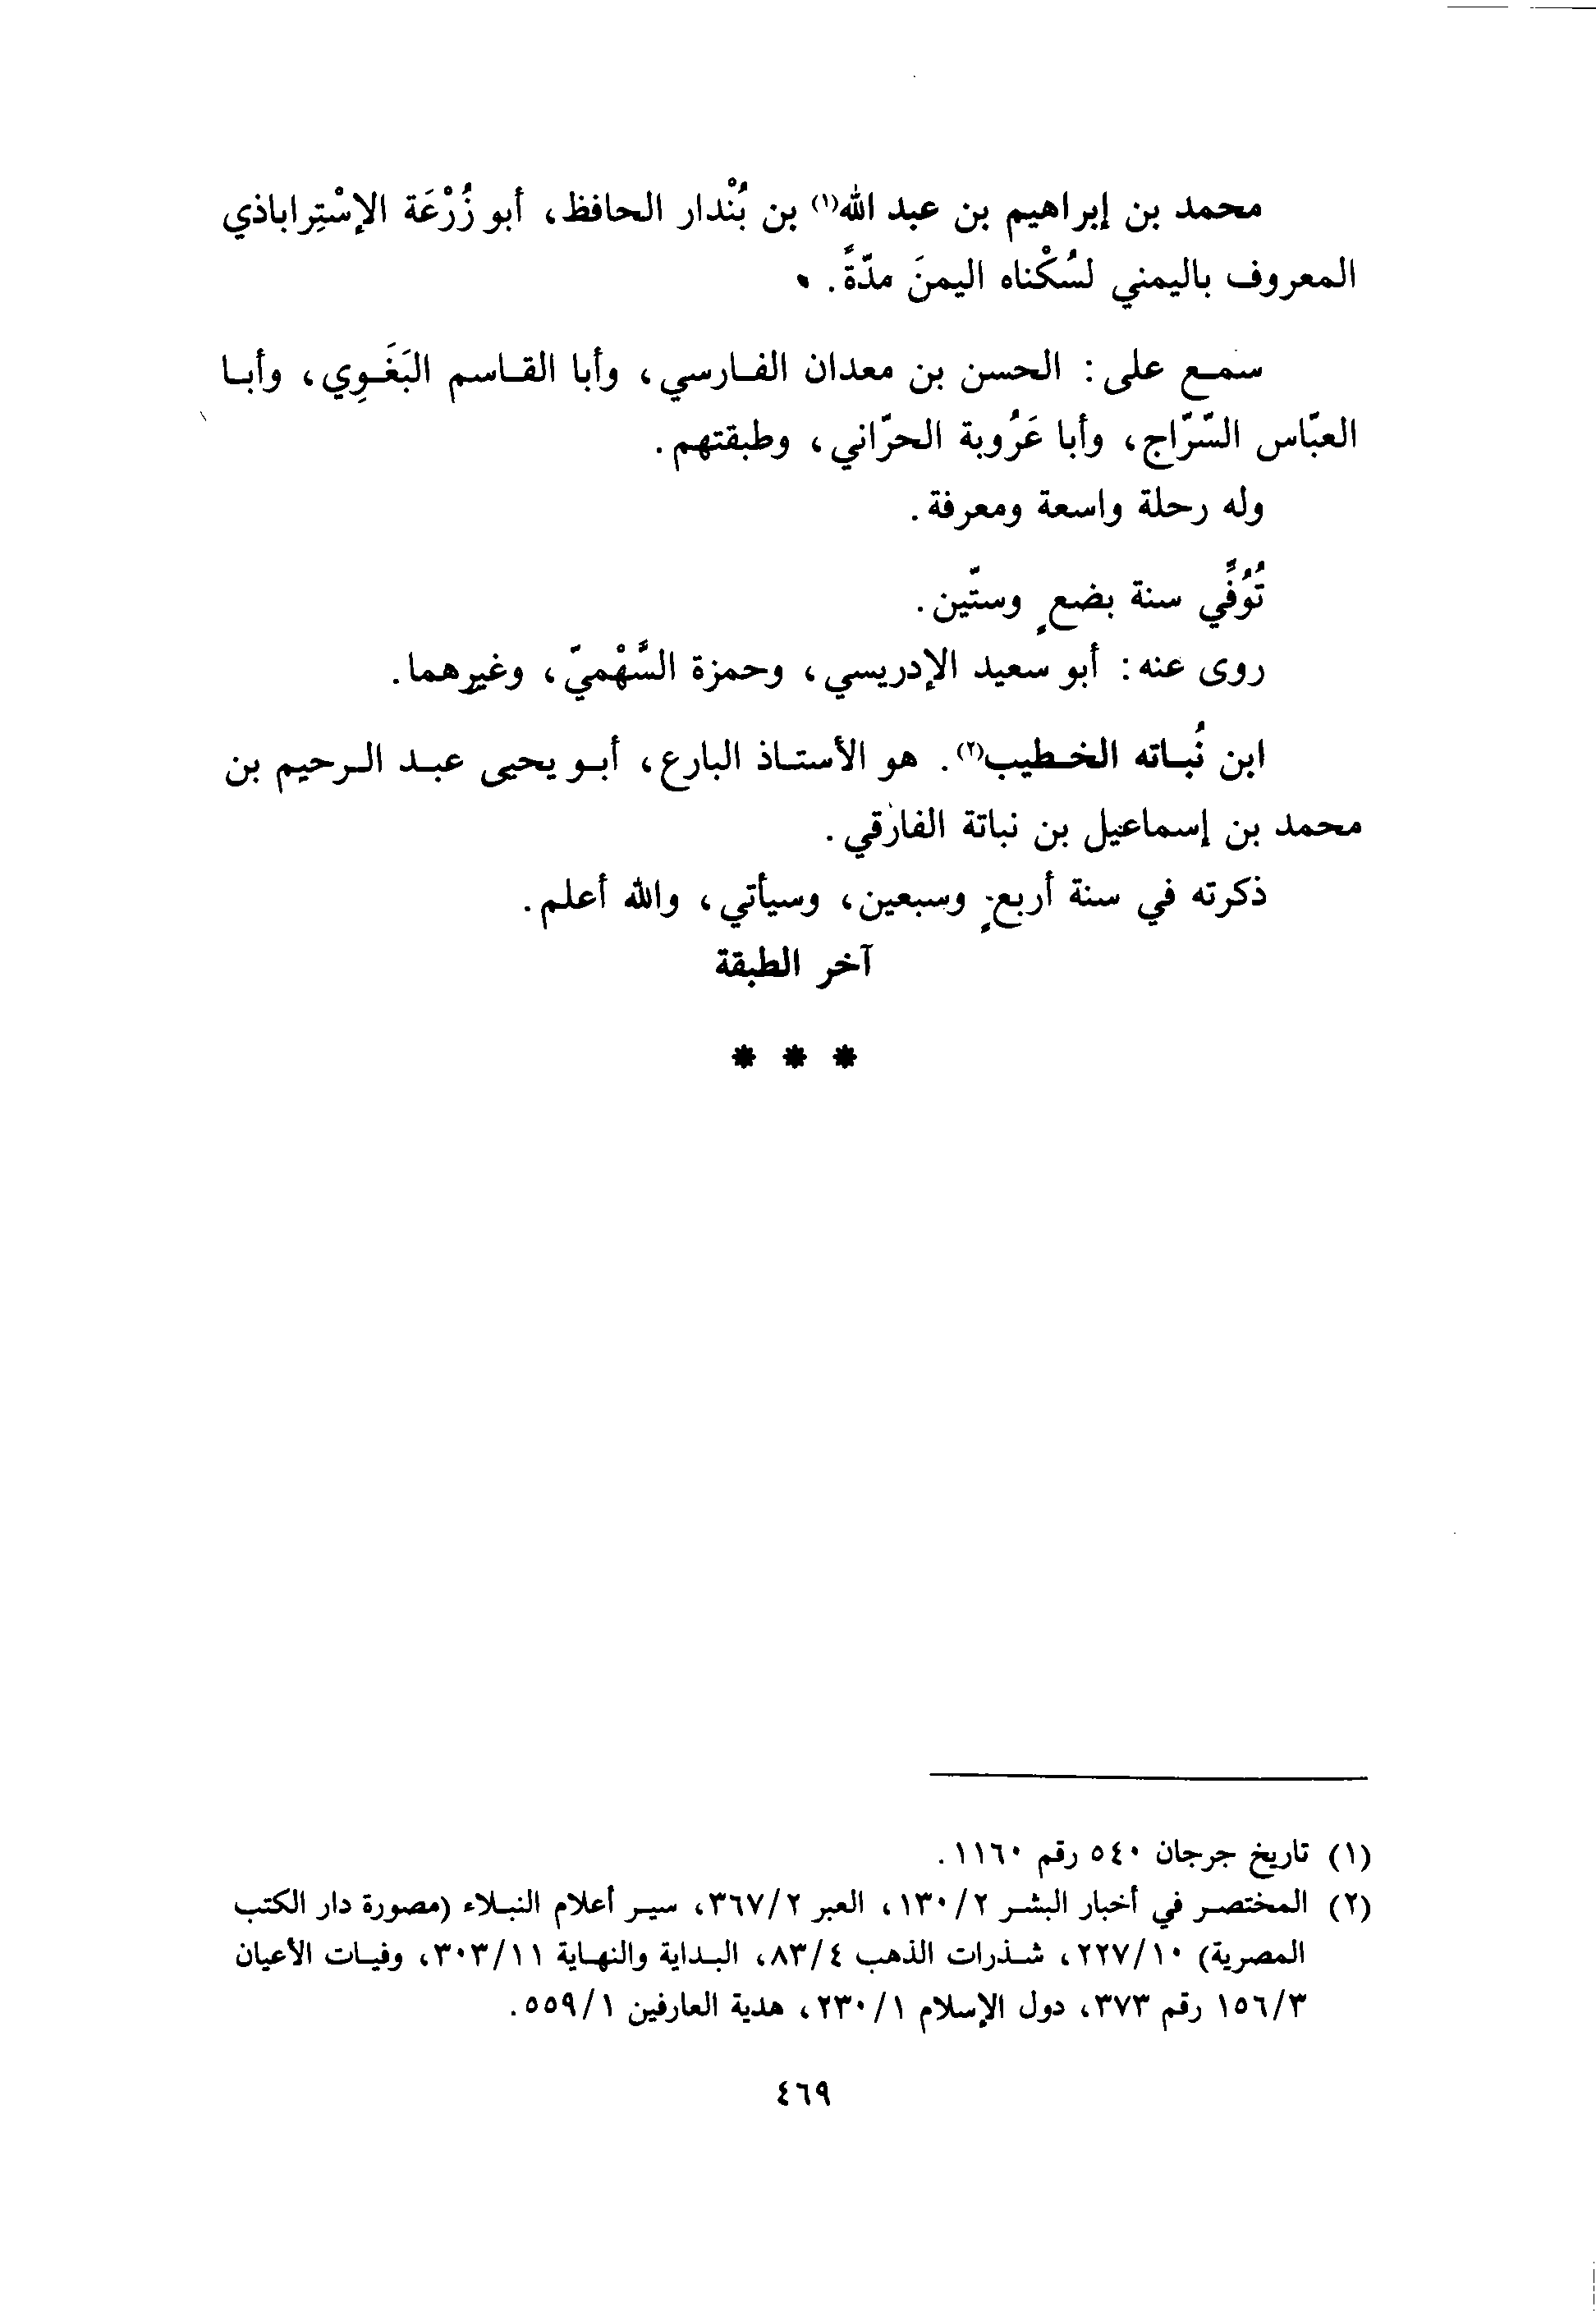 محمد بن إبراهيم بن عبد الله(١) بن بُنْدار الحافظ، أبو زُرْعَة الإسْتِراباذي
المعروف باليمني لسُكْناه اليمنَ مدّةً.
سمع على: الحسن بن معدان الفارسي، وأبا القاسم البَغَوِي، وأبا
العبّاس السّرّاج، وأبا عَرُوبة الحرّاني، وطبقتهم.
وله رحلة واسعة ومعرفة.
تُوُفِّي سنة بضعٍ وستّين.
روى عنه: أبو سعيد الإدريسي، وحمزة السَّهْميّ، وغيرهما.
ابن نُباته الخطيب(٢). هو الأستاذ البارع، أبو يحيى عبد الرحيم بن
محمد بن إسماعيل بن نباتة الفارقي.
ذكرته في سنة أربعٍ وسبعين، وسيأتي، والله أعلم.
آخر الطبقة
* * *
(١) تاريخ جرجان ٥٤٠ رقم ١١٦٠.
(٢) المختصر في أخبار البشر ١٣٠/٢، العبر ٣٦٧/٢، سير أعلام النبلاء (مصورة دار الكتب
المصرية) ٢٢٧/١٠، شذرات الذهب ٨٣/٤، البداية والنهاية ٣٠٣/١١، وفيات الأعيان
١٥٦/٣ رقم ٣٧٣، دول الإسلام ٢٣٠/١، هدية العارفين ٥٥٩/١.
٤٦٩